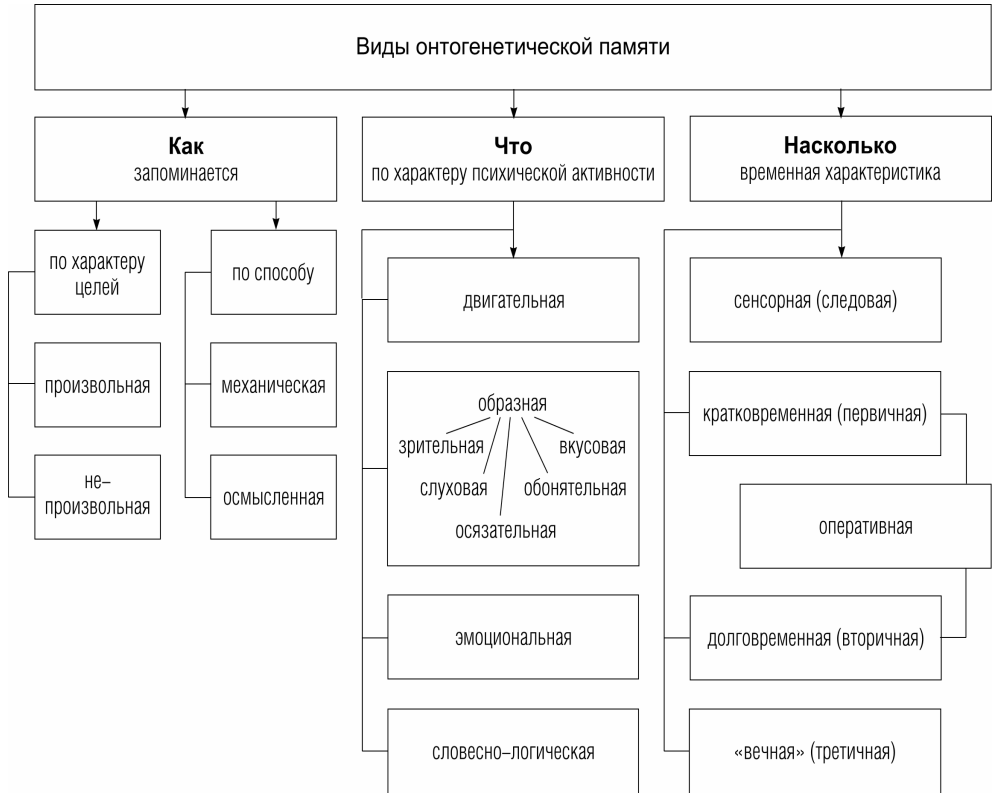 Виды онтогенетической памяти
Как
запоминается
по характеру
целей
произвольная
не–
произвольная
по способу
механическая
осмысленная
Что
по характеру психической активности
двигательная
образная
зрительная
вкусовая
слуховая
обонятельная
осязательная
эмоциональная
словесно–логическая
Насколько
временная характеристика
сенсорная (следовая)
кратковременная (первичная)
оперативная
долговременная (вторичная)
«вечная» (третичная)